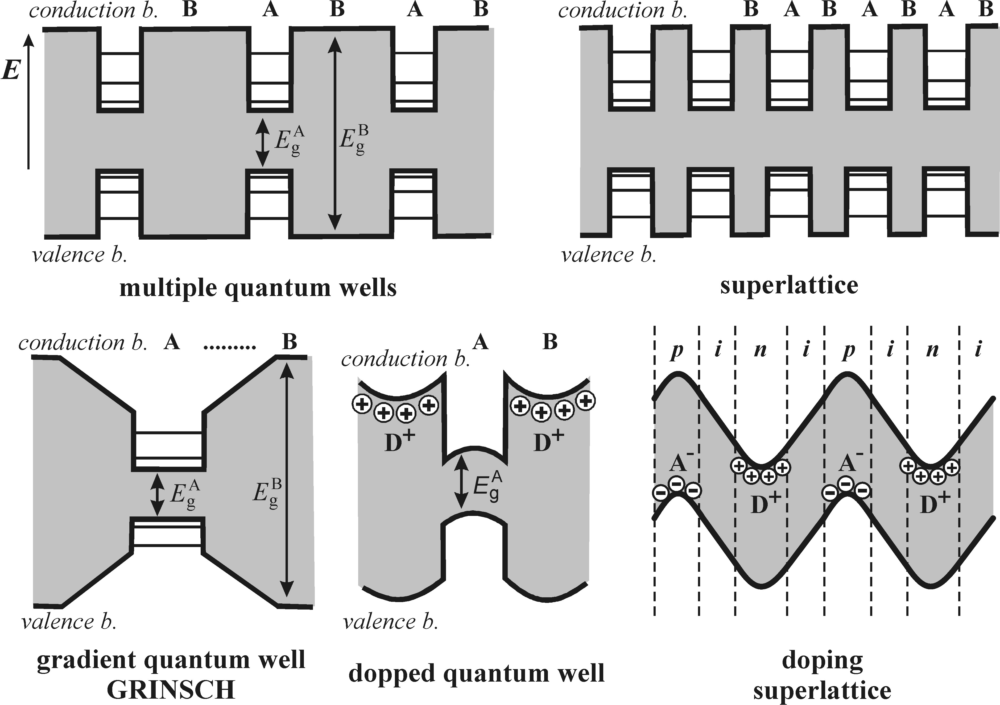 conduction b. B A B A B
E
E_g^A E_g^B
valence b.
multiple quantum wells
conduction b. B A B A B A B
valence b.
superlattice
conduction b. A ......... B
E_g^A E_g^B
valence b.
gradient quantum well
GRINSCH
A B
conduction b.
+ + + + + + + +
D+ D+
E_g^A
valence b.
dopped quantum well
p i n i p i n i
A- A-
+ + + + + + + +
- - - - - -
D+ D+
doping
superlattice